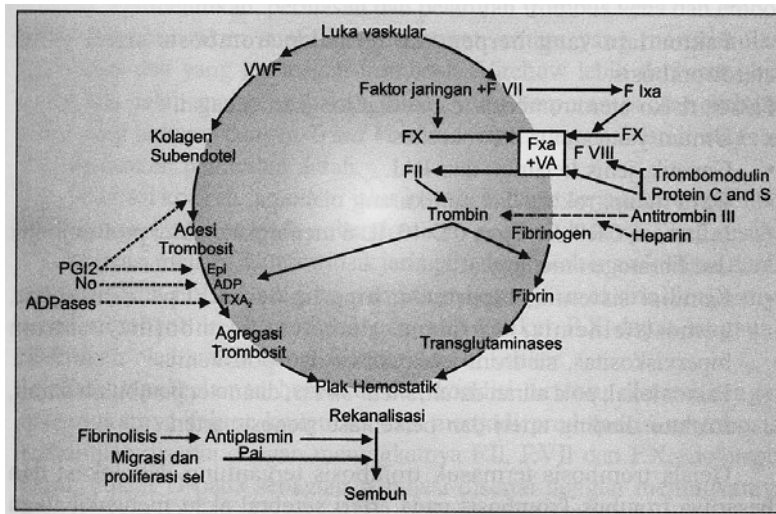 Luka vaskular
VWF
Faktor jaringan +F VII
F Ixa
Kolagen
Subendotel
FX
Fxa
+VA
FX
F VIII
FII
Trombomodulin
Protein C and S
Trombin
Antitrombin III
Adesi
Trombosit
Fibrinogen
Heparin
PGI2
Epl
No
ADP
ADPases
TXA₂
Fibrin
Agregasi
Trombosit
Transglutaminases
Plak Hemostatik
Rekanalisasi
Fibrinolisis
Antiplasmin
Migrasi dan
proliferasi sel
Pai
Sembuh